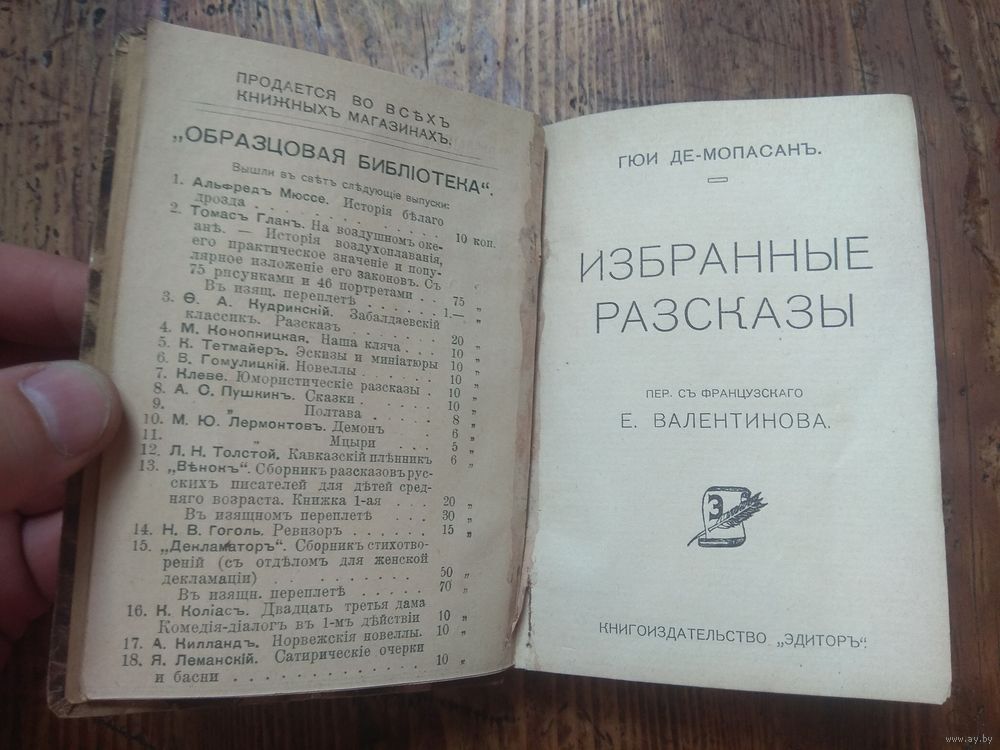 ПРОДАЕТСЯ ВО ВСѢХЪ
КНИЖНЫХЪ МАГАЗИНАХЪ.
„ОБРАЗЦОВАЯ БИБЛІОТЕКА“.
Вышли въ свѣтъ слѣдующіе выпуски:
1. Альфредъ Мюссе. Исторія бѣлаго
дрозда . . . . . . . . . . 10 коп.
2. Томасъ Гланъ. На воздушномъ оке-
анѣ. — Исторія воздухоплаванія,
его практическое значеніе и попу-
лярное изложеніе его законовъ. Съ
75 рисунками и 46 портретами . . 75 „
Въ изящ. переплетѣ . . . . . 1.— „
3. Ѳ. А. Кудринскій. Забалдаевскій
классикъ. Разсказъ . . . . . 20 „
4. М. Конопницкая. Наша кляча . . . 10 „
5. К. Тетмайеръ. Эскизы и миніатюры 10 „
6. В. Гомулицкій. Новеллы . . . . . 10 „
7. Клеве. Юмористическіе разсказы . 10 „
8. А. С. Пушкинъ. Сказки . . . . . 10 „
9. „ Полтава . . . . 8 „
10. М. Ю. Лермонтовъ. Демонъ . . . 6 „
11. „ Мцыри . . . 5 „
12. Л. Н. Толстой. Кавказскій плѣнникъ 6 „
13. „Вѣнокъ“. Сборникъ разсказовъ рус-
скихъ писателей для дѣтей сред-
няго возраста. Книжка 1-ая . . . 20 „
Въ изящномъ переплетѣ . . . 30 „
14. Н. В. Гоголь. Ревизоръ . . . . . 15 „
15. „Декламаторъ“. Сборникъ стихотво-
реній (съ отдѣломъ для женской
декламаціи) . . . . . . . . . 50 „
Въ изящн. переплетѣ . . . . . 70 „
16. К. Коліасъ. Двадцать третья дама
Комедія-діалогъ въ 1-мъ дѣйствіи 10 „
17. А. Килландъ. Норвежскія новеллы. 10 „
18. Я. Леманскій. Сатирическіе очерки
и басни . . . . . . . . . . . 10 „
ГЮИ ДЕ-МОПАСАНЪ.
ИЗБРАННЫЕ
РАЗСКАЗЫ
ПЕР. СЪ ФРАНЦУЗСКАГО
Е. ВАЛЕНТИНОВА.
Э
КНИГОИЗДАТЕЛЬСТВО „ЭДИТОРЪ“.
www.ay.by